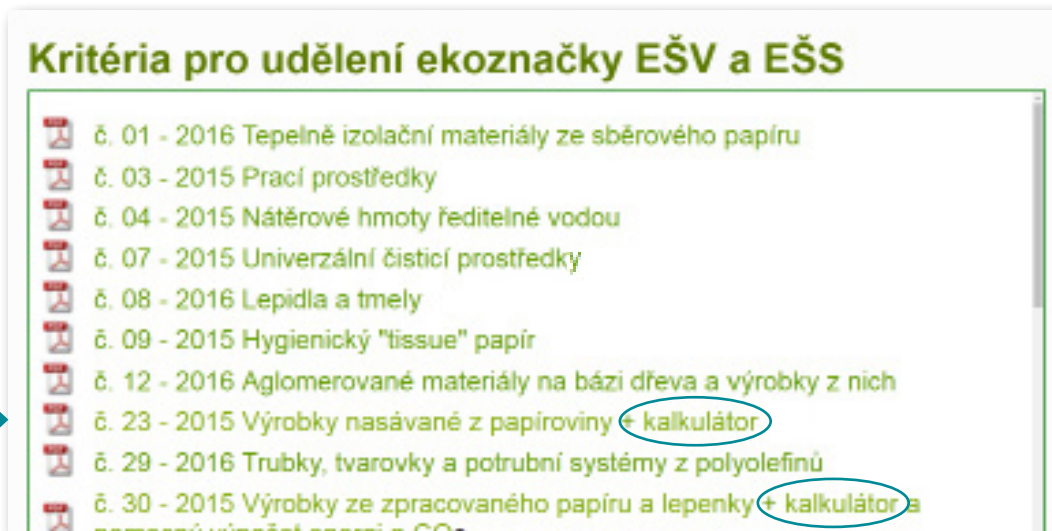 Kritéria pro udělení ekoznačky EŠV a EŠS
č. 01 - 2016 Tepelně izolační materiály ze sběrového papíru
č. 03 - 2015 Prací prostředky
č. 04 - 2015 Nátěrové hmoty ředitelné vodou
č. 07 - 2015 Univerzální čisticí prostředky
č. 08 - 2016 Lepidla a tmely
č. 09 - 2015 Hygienický "tissue" papír
č. 12 - 2016 Aglomerované materiály na bázi dřeva a výrobky z nich
č. 23 - 2015 Výrobky nasávané z papíroviny + kalkulátor
č. 29 - 2016 Trubky, tvarovky a potrubní systémy z polyolefinů
č. 30 - 2015 Výrobky ze zpracovaného papíru a lepenky + kalkulátor a